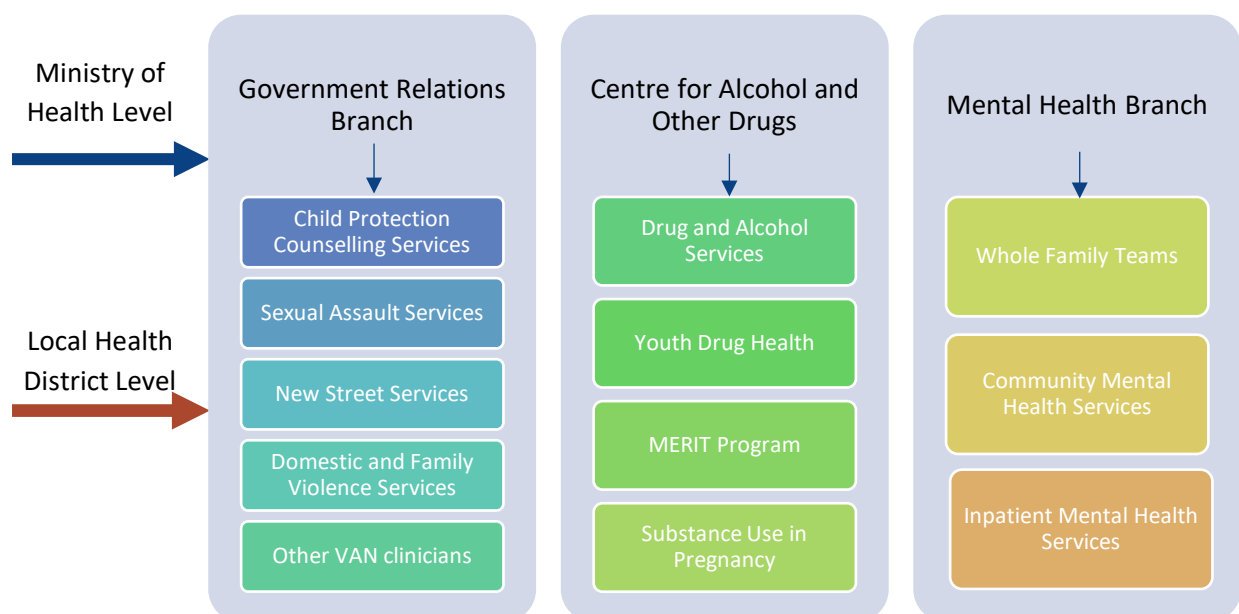 Ministry of
Health Level
Local Health
District Level
Government Relations
Branch
Child Protection
Counselling Services
Sexual Assault Services
New Street Services
Domestic and Family
Violence Services
Other VAN clinicians
Centre for Alcohol and
Other Drugs
Drug and Alcohol
Services
Youth Drug Health
MERIT Program
Substance Use in
Pregnancy
Mental Health Branch
Whole Family Teams
Community Mental
Health Services
Inpatient Mental Health
Services